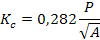 K_c = 0,282 P/√A